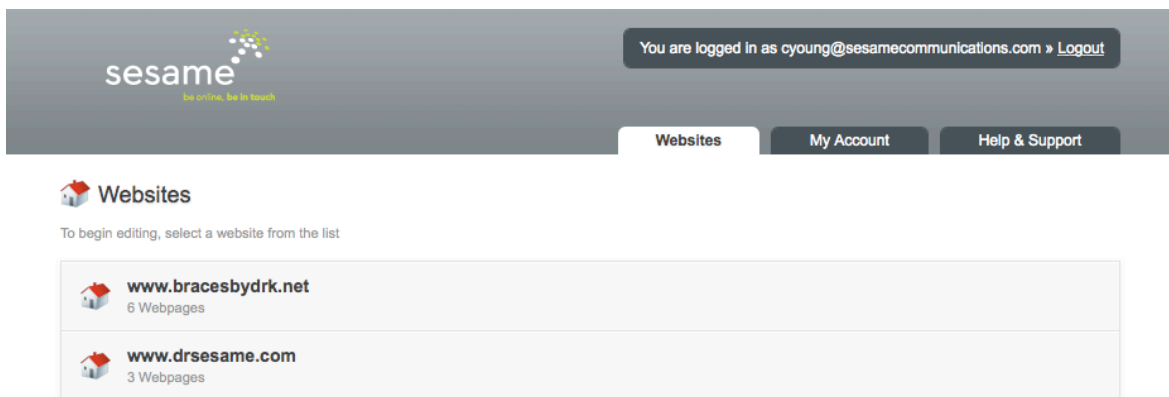 You are logged in as cyoung@sesamecommunications.com » Logout
sesame
be online, be in touch
Websites
My Account
Help & Support
Websites
To begin editing, select a website from the list
www.bracesbydrk.net
6 Webpages
www.drsesame.com
3 Webpages